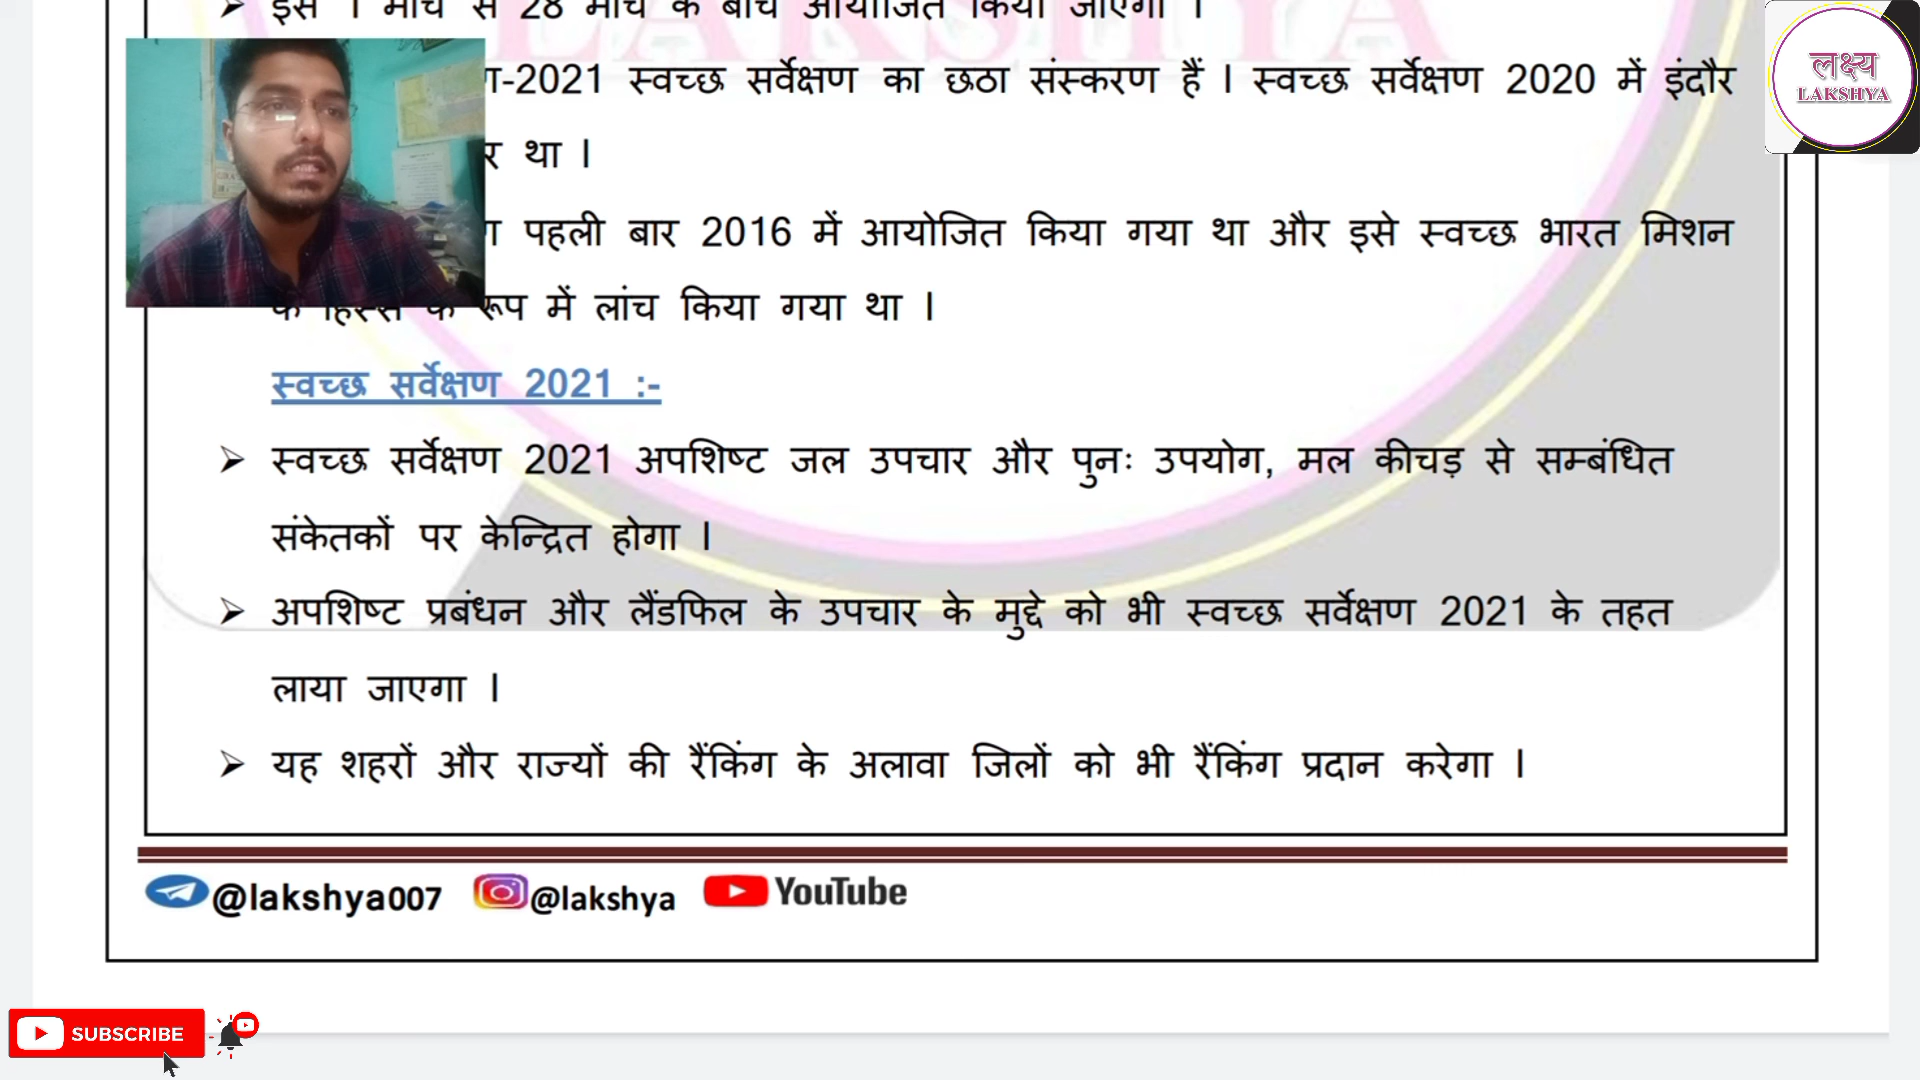 इसे 1 मार्च से 28 मार्च के बीच आयोजित किया जाएगा ।
LAKSHYA
-2021 स्वच्छ सर्वेक्षण का छठा संस्करण हैं । स्वच्छ सर्वेक्षण 2020 में इंदौर
था ।
पहली बार 2016 में आयोजित किया गया था और इसे स्वच्छ भारत मिशन
के हिस्से के रूप में लांच किया गया था ।
स्वच्छ सर्वेक्षण 2021 :-
स्वच्छ सर्वेक्षण 2021 अपशिष्ट जल उपचार और पुनः उपयोग, मल कीचड़ से सम्बंधित
संकेतकों पर केन्द्रित होगा ।
अपशिष्ट प्रबंधन और लैंडफिल के उपचार के मुद्दे को भी स्वच्छ सर्वेक्षण 2021 के तहत
लाया जाएगा ।
यह शहरों और राज्यों की रैंकिंग के अलावा जिलों को भी रैंकिंग प्रदान करेगा ।
@lakshya007 @lakshya YouTube
SUBSCRIBE
लक्ष्य
LAKSHYA